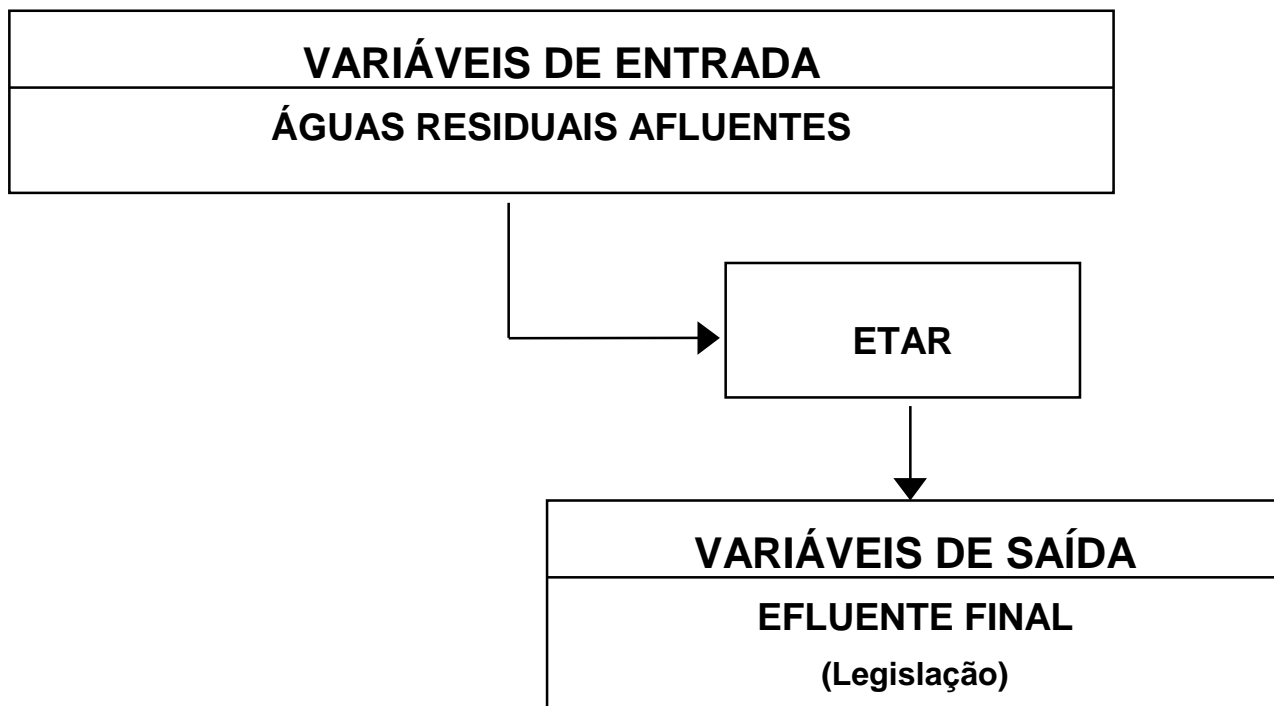 VARIÁVEIS DE ENTRADA
ÁGUAS RESIDUAIS AFLUENTES
ETAR
VARIÁVEIS DE SAÍDA
EFLUENTE FINAL
(Legislação)